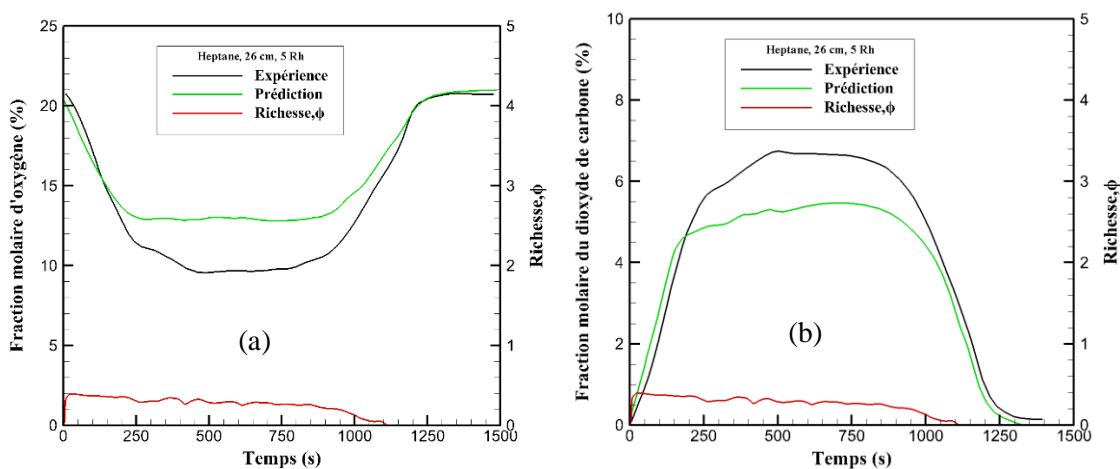 Fraction molaire d'oxygène (%)
25
20
15
10
5
0
Heptane, 26 cm, 5 Rh
Expérience
Prédiction
Richesse,ϕ
(a)
5
4
3
2
1
0
Richesse,ϕ
0 250 500 750 1000 1250 1500
Temps (s)
Fraction molaire du dioxyde de carbone (%)
10
8
6
4
2
0
Heptane, 26 cm, 5 Rh
Expérience
Prédiction
Richesse,ϕ
(b)
5
4
3
2
1
0
Richesse,ϕ
0 250 500 750 1000 1250 1500
Temps (s)